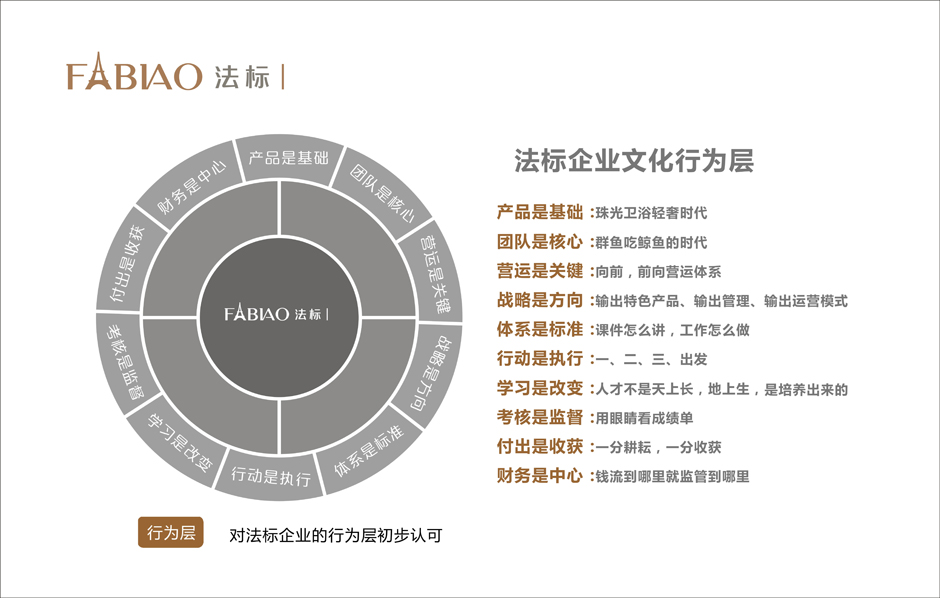 FABIAO 法标
产品是基础
团队是核心
营运是关键
战略是方向
体系是标准
行动是执行
学习是改变
考核是监督
付出是收获
财务是中心
FABIAO 法标
行为层
对法标企业的行为层初步认可
法标企业文化行为层
产品是基础：珠光卫浴轻奢时代
团队是核心：群鱼吃鲸鱼的时代
营运是关键：向前，前向营运体系
战略是方向：输出特色产品、输出管理、输出运营模式
体系是标准：课件怎么讲，工作怎么做
行动是执行：一、二、三、出发
学习是改变：人才不是天上长，地上生，是培养出来的
考核是监督：用眼睛看成绩单
付出是收获：一分耕耘，一分收获
财务是中心：钱流到哪里就监管到哪里